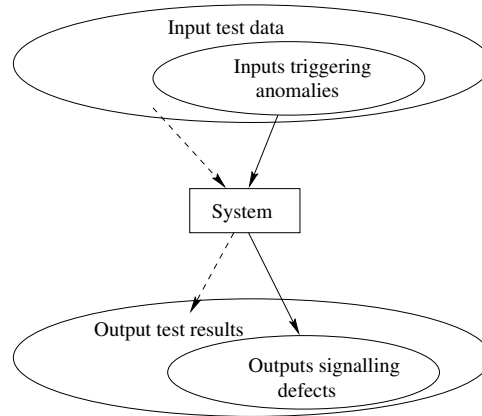 Input test data
Inputs triggering
anomalies
System
Output test results
Outputs signalling
defects